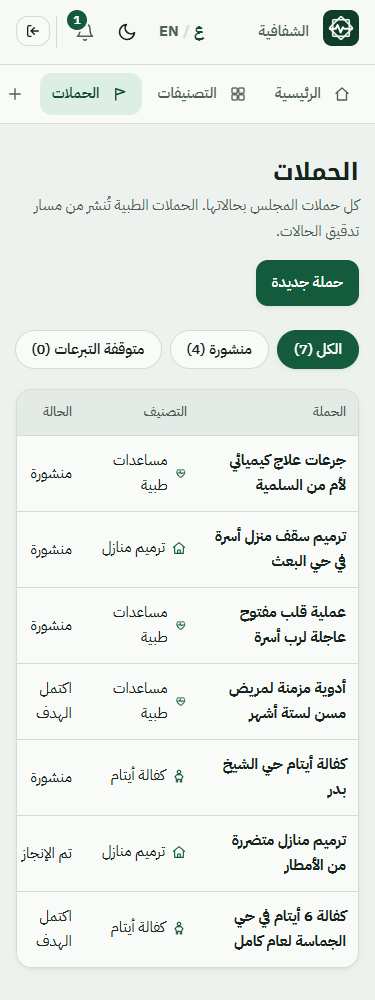 الشفافية
ع / EN
1
الرئيسية
التصنيفات
الحملات
الحملات
كل حملات المجلس بحالاتها. الحملات الطبية تُنشر من مسار
تدقيق الحالات.
حملة جديدة
الكل (7)
منشورة (4)
متوقفة التبرعات (0)
الحملة التصنيف الحالة
جرعات علاج كيميائي
لأم من السلمية
مساعدات
طبية
منشورة
ترميم سقف منزل أسرة
في حي البعث
ترميم منازل
منشورة
عملية قلب مفتوح
عاجلة لرب أسرة
مساعدات
طبية
منشورة
أدوية مزمنة لمريض
مسن لستة أشهر
مساعدات
طبية
اكتمل
الهدف
كفالة أيتام حي الشيخ
بدر
كفالة أيتام
منشورة
ترميم منازل متضررة
من الأمطار
ترميم منازل
تم الإنجاز
كفالة 6 أيتام في حي
الجماسة لعام كامل
كفالة أيتام
اكتمل
الهدف